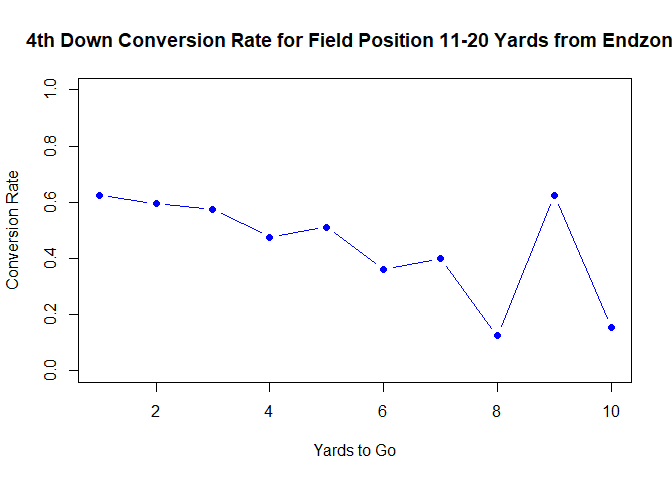 4th Down Conversion Rate for Field Position 11-20 Yards from Endzon
Conversion Rate
1.0
0.8
0.6
0.4
0.2
0.0
2 4 6 8 10
Yards to Go